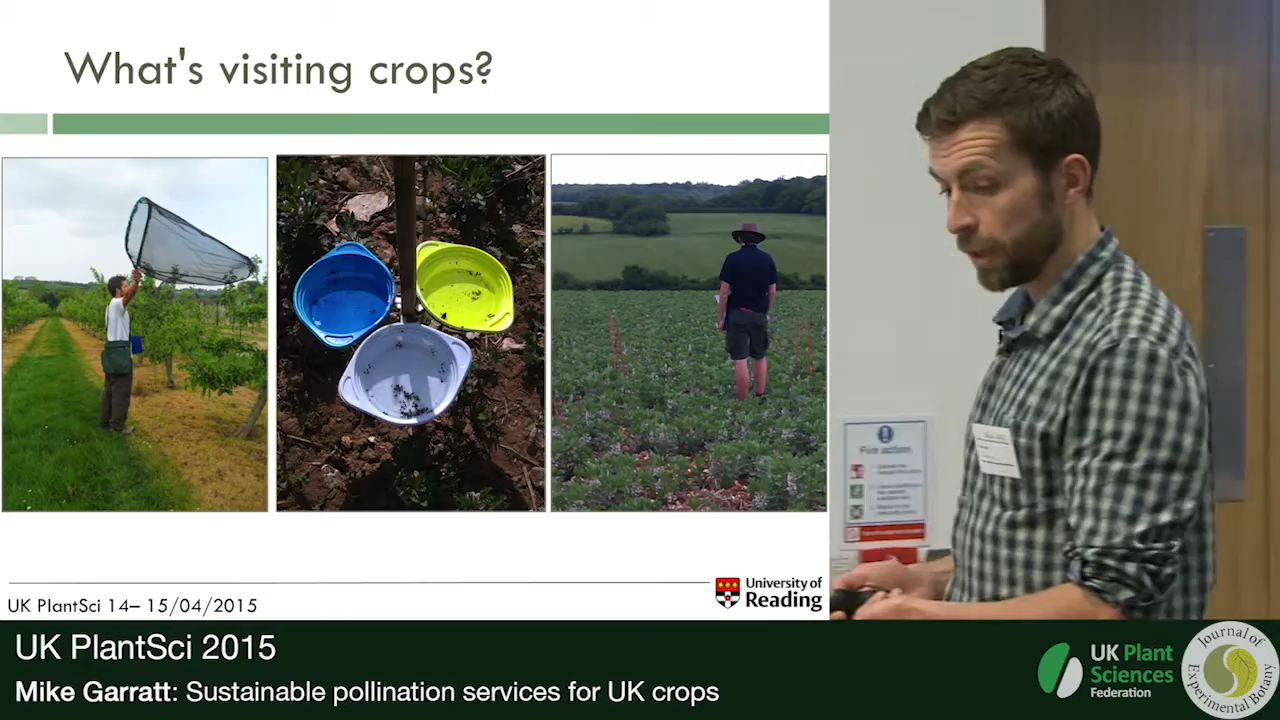 What's visiting crops?
Fire action
University of
Reading
UK PlantSci 14– 15/04/2015
UK PlantSci 2015
Mike Garratt: Sustainable pollination services for UK crops
UK Plant
Sciences
Federation
Journal of
Experimental Botany